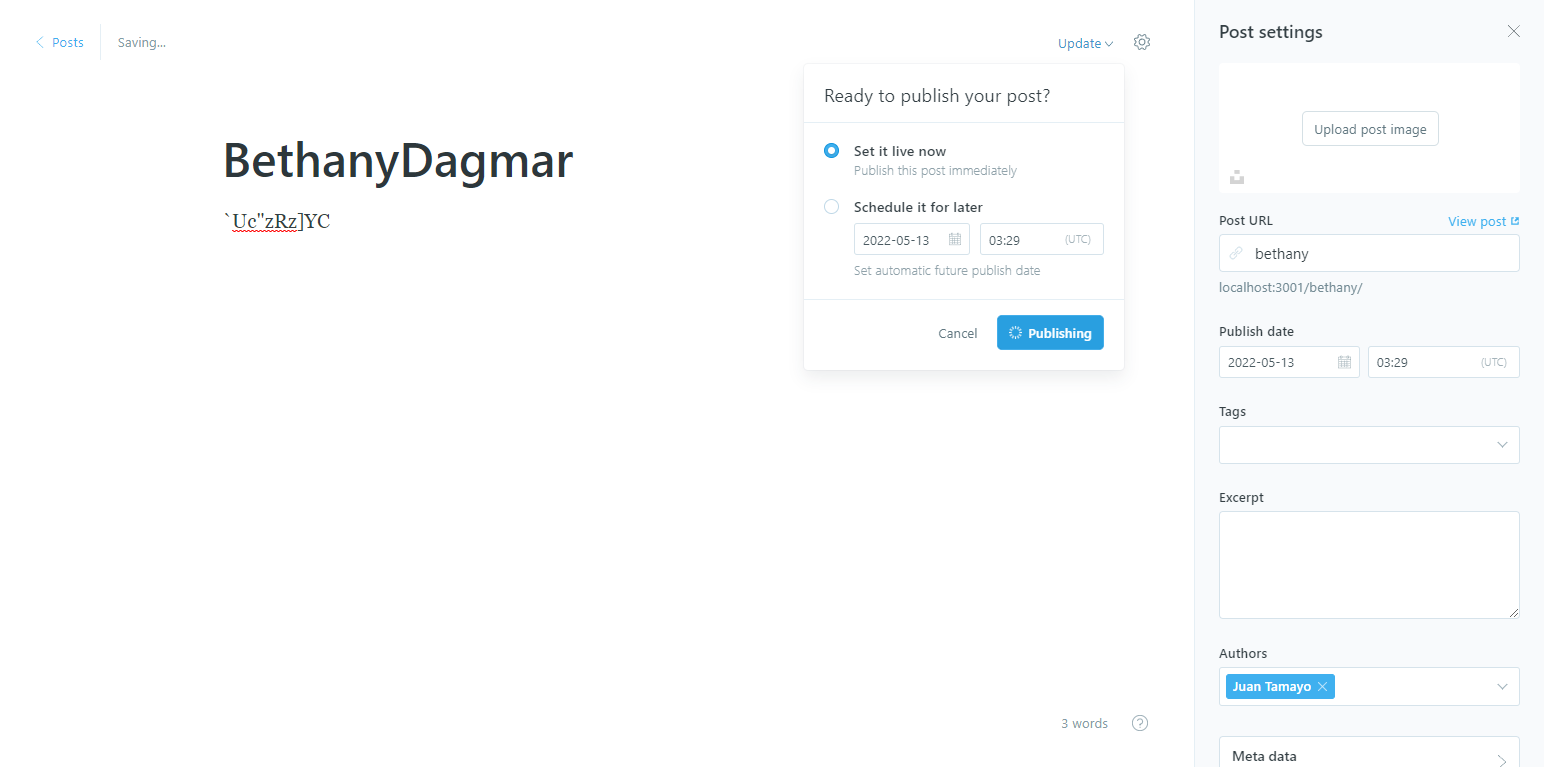 Posts
Saving...
Update
BethanyDagmar
`Uc"zRz]YC
Ready to publish your post?
Set it live now
Publish this post immediately
Schedule it for later
2022-05-13
03:29 (UTC)
Set automatic future publish date
Cancel
Publishing
3 words
?
Post settings
Upload post image
Post URL
View post
bethany
localhost:3001/bethany/
Publish date
2022-05-13
03:29 (UTC)
Tags
Excerpt
Authors
Juan Tamayo
Meta data